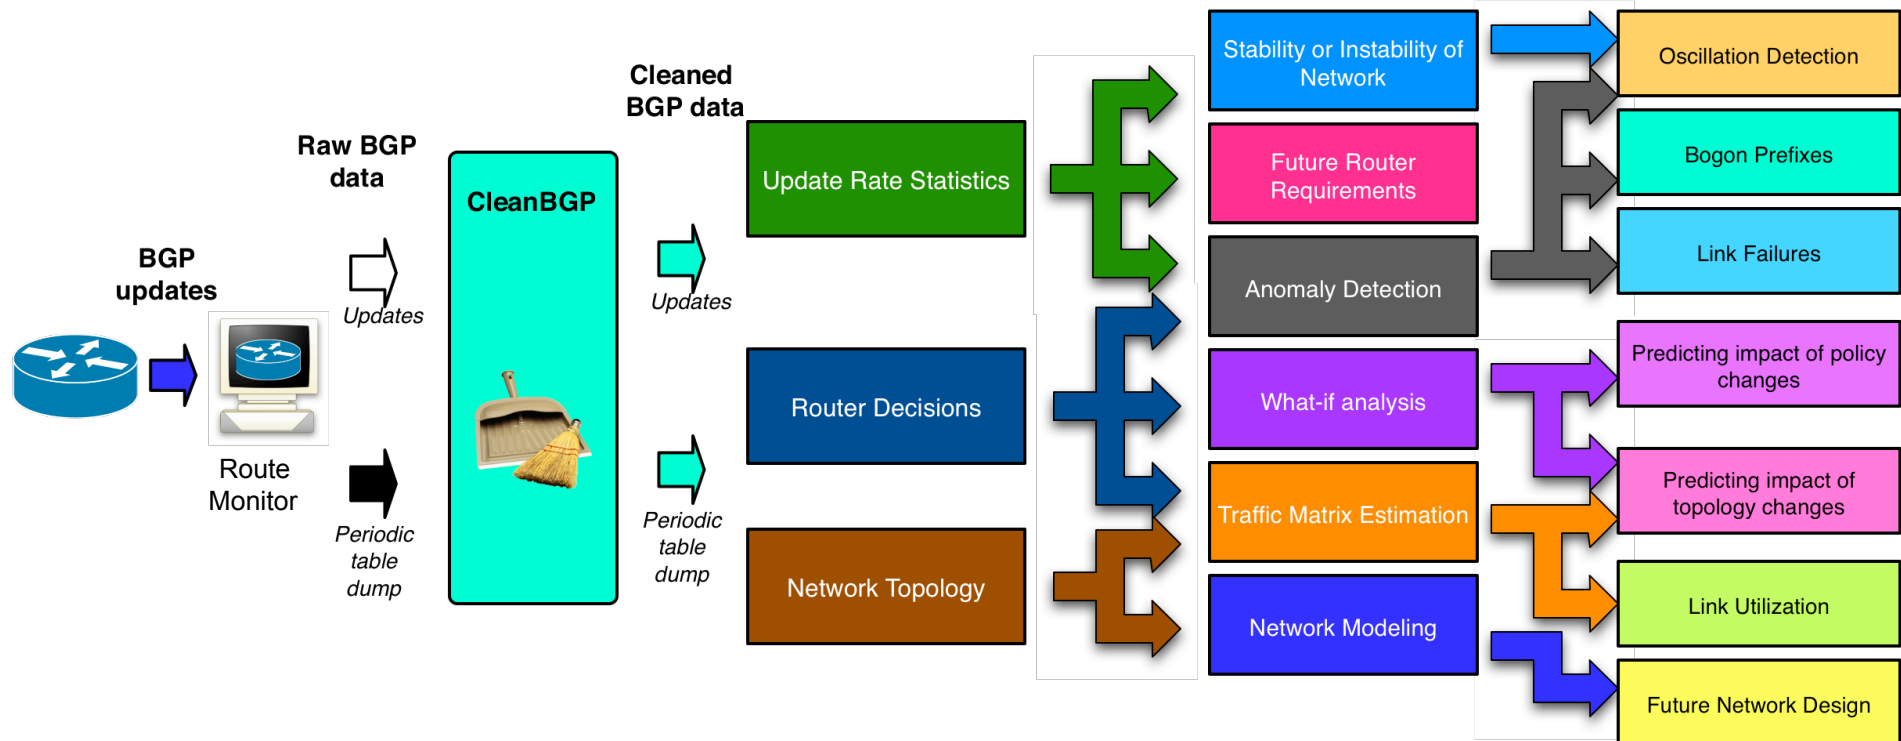 BGP
updates
Route
Monitor
Raw BGP
data
Updates
Periodic
table
dump
CleanBGP
Cleaned
BGP data
Updates
Periodic
table
dump
Update Rate Statistics
Router Decisions
Network Topology
Stability or Instability of
Network
Future Router
Requirements
Anomaly Detection
What-if analysis
Traffic Matrix Estimation
Network Modeling
Oscillation Detection
Bogon Prefixes
Link Failures
Predicting impact of policy
changes
Predicting impact of
topology changes
Link Utilization
Future Network Design